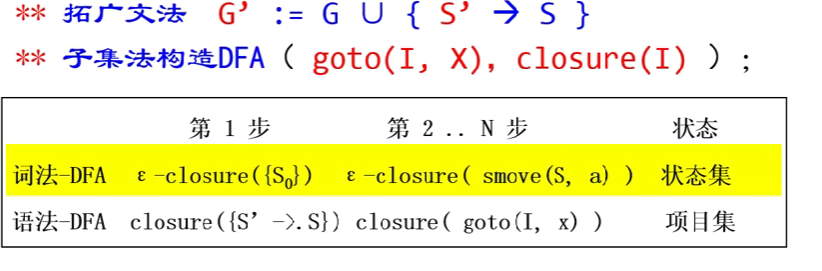 ** 拓广文法 G’ := G ∪ { S’ → S }
** 子集法构造DFA ( goto(I, X), closure(I) ) ;
第 1 步 第 2 .. N 步 状态
词法-DFA ε-closure({S₀}) ε-closure( smove(S, a) ) 状态集
语法-DFA closure({S’->.S}) closure( goto(I, x) ) 项目集